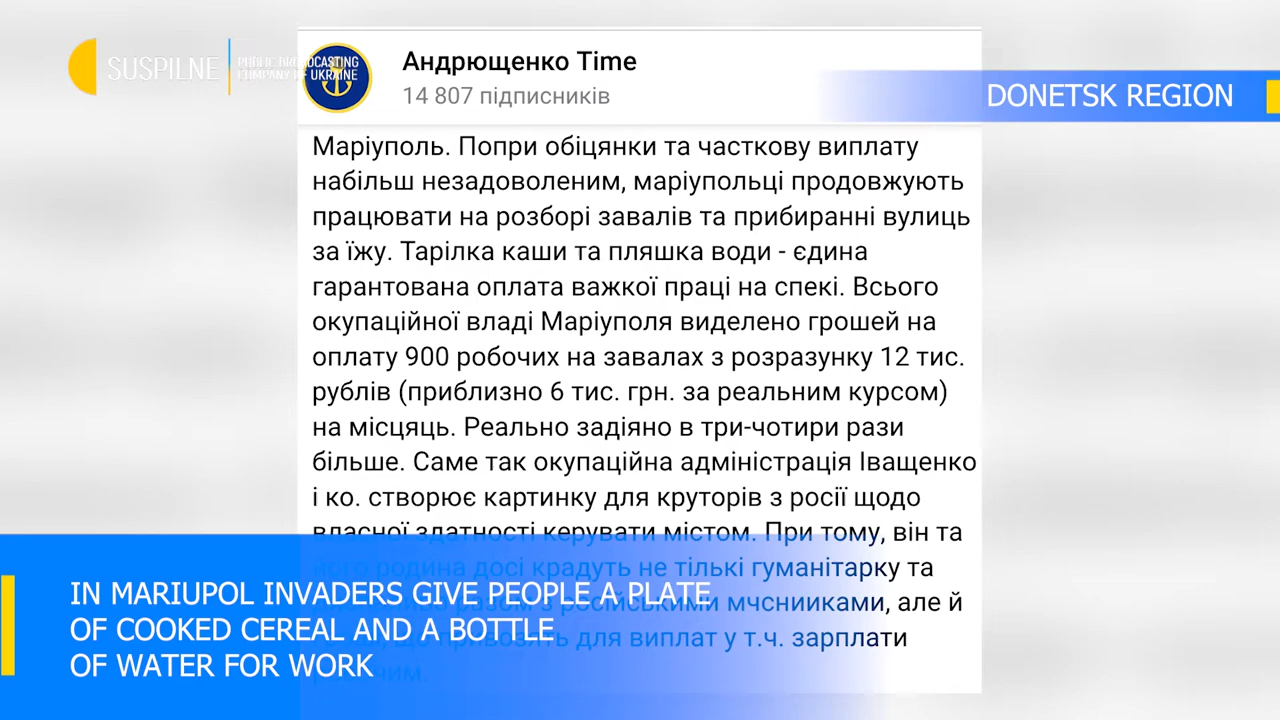 SUSPILNE
PUBLIC BROADCASTING
COMPANY OF UKRAINE
Андрющенко Time
14 807 підписників
DONETSK REGION
Маріуполь. Попри обіцянки та часткову виплату
набільш незадоволеним, маріупольці продовжують
працювати на розборі завалів та прибиранні вулиць
за їжу. Тарілка каши та пляшка води - єдина
гарантована оплата важкої праці на спекі. Всього
окупаційної владі Маріуполя виделено грошей на
оплату 900 робочих на завалах з розразунку 12 тис.
рублів (приблизно 6 тис. грн. за реальним курсом)
на місцяць. Реально задіяно в три-чотири рази
більше. Саме так окупаційна адміністрація Іващенко
і ко. створює картинку для круторів з росії щодо
власної здатності керувати містом. При тому, він та
його родина досі крадуть не тількі гуманітарку та
разом з російськими мчсниками, але й
що привозять для виплат у т.ч. зарплати
IN MARIUPOL INVADERS GIVE PEOPLE A PLATE
OF COOKED CEREAL AND A BOTTLE
OF WATER FOR WORK